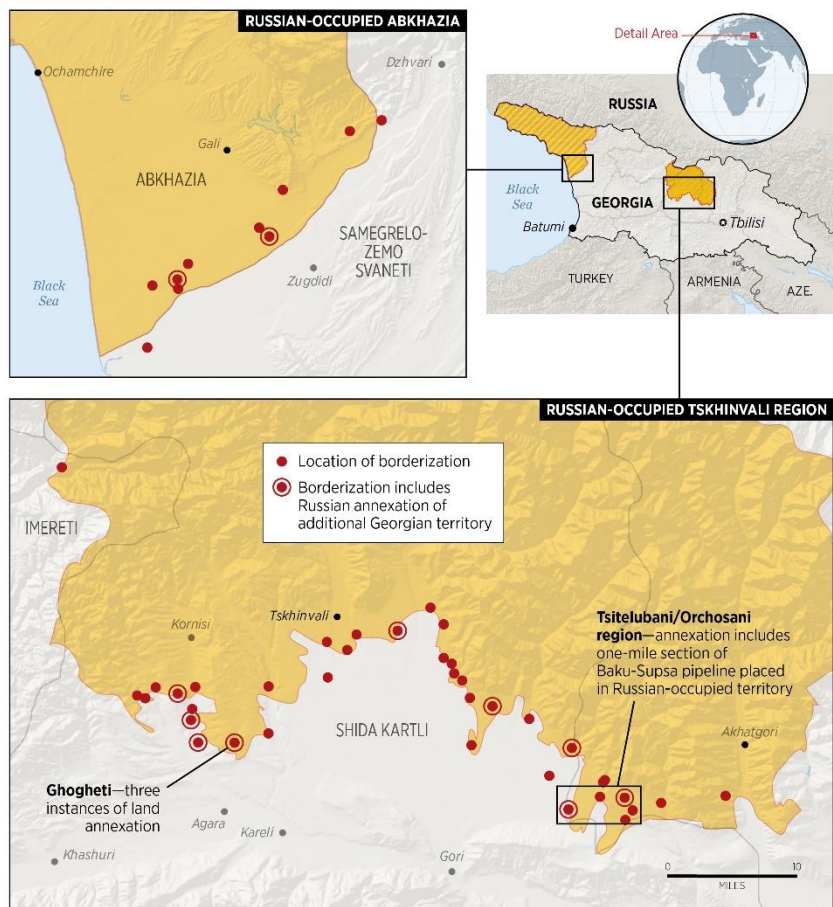 RUSSIAN-OCCUPIED ABKHAZIA
Ochamchire
Dzhvari
Gali
ABKHAZIA
SAMEGRELO-
ZEMO
SVANETI
Zugdidi
Black
Sea
Detail Area
RUSSIA
Black
Sea
GEORGIA
Tbilisi
Batumi
TURKEY
ARMENIA
AZE.
RUSSIAN-OCCUPIED TSKHINVALI REGION
Location of borderization
Borderization includes
Russian annexation of
additional Georgian territory
IMERETI
Kornisi
Tskhinvali
Tsitelubani/Orchosani
region—annexation includes
one-mile section of
Baku-Supsa pipeline placed
in Russian-occupied territory
SHIDA KARTLI
Akhatgori
Ghogheti—three
instances of land
annexation
Agara
Kareli
Khashuri
Gori
0
10
MILES